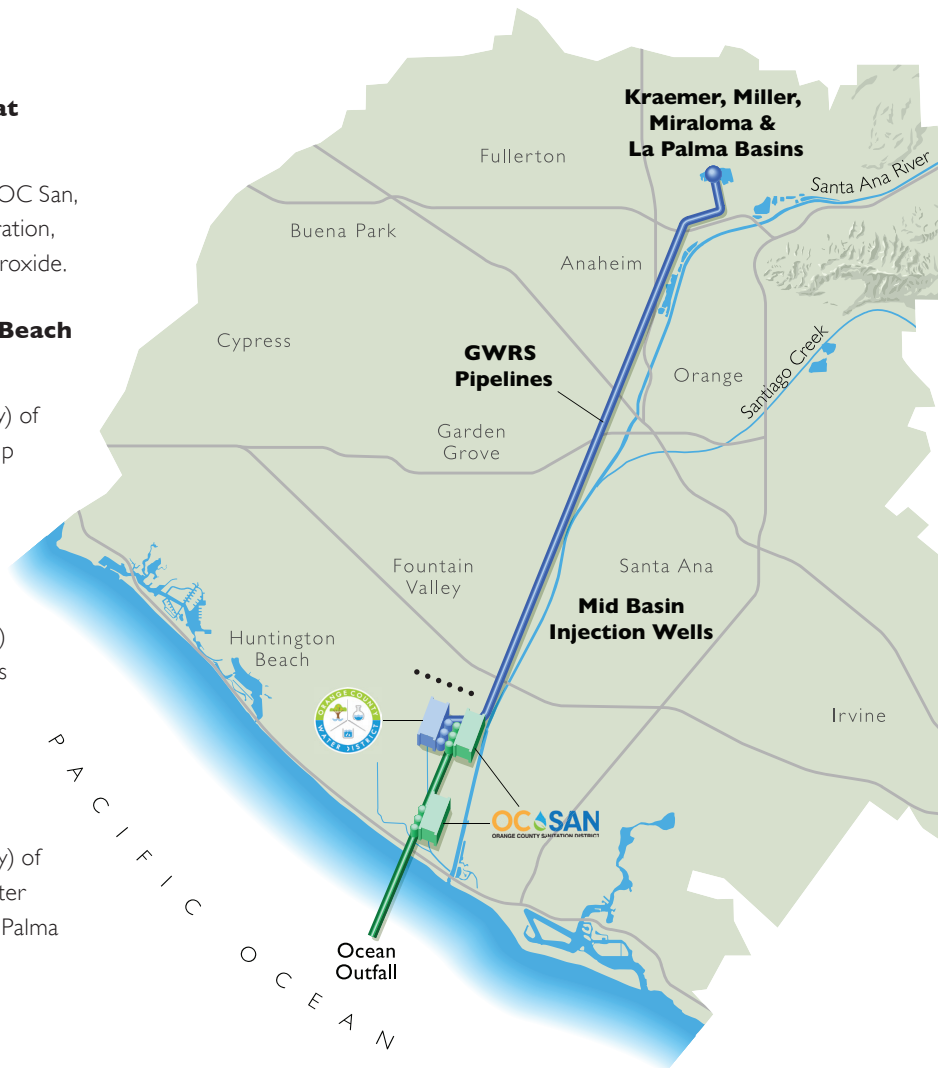 at
OC San,
ration,
roxide.
Beach
y) of
p
)
s
y) of
ter
Palma
Kraemer, Miller,
Miraloma &
La Palma Basins
Fullerton
Santa Ana River
Buena Park
Anaheim
Cypress
GWRS
Pipelines
Orange
Santiago Creek
Garden
Grove
Fountain
Valley
Santa Ana
Mid Basin
Injection Wells
Huntington
Beach
ORANGE COUNTY
WATER DISTRICT
Irvine
OC SAN
ORANGE COUNTY SANITATION DISTRICT
PACIFIC OCEAN
Ocean
Outfall